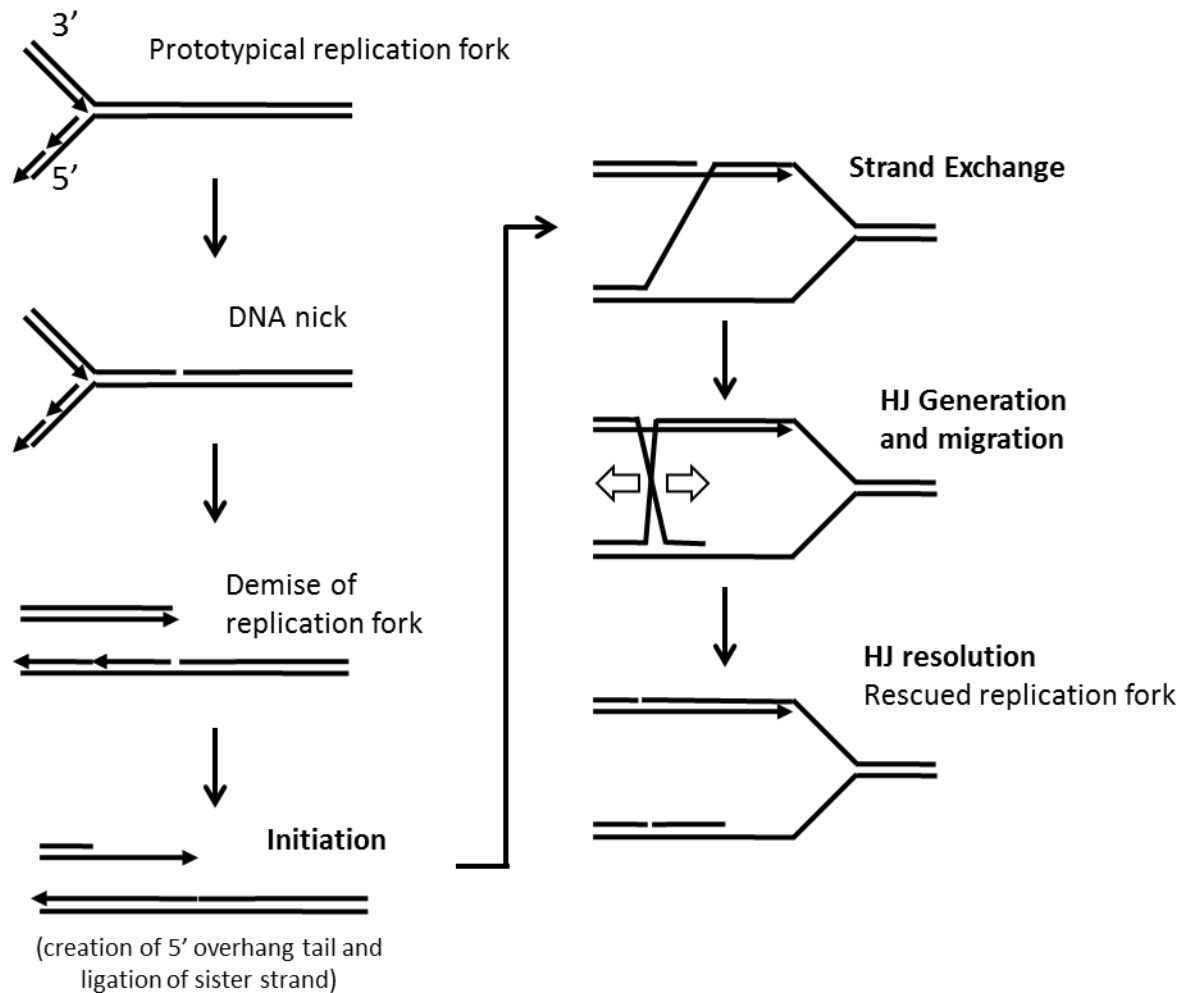 3’
Prototypical replication fork
5’
DNA nick
Demise of
replication fork
Initiation
(creation of 5’ overhang tail and
ligation of sister strand)
Strand Exchange
HJ Generation
and migration
HJ resolution
Rescued replication fork